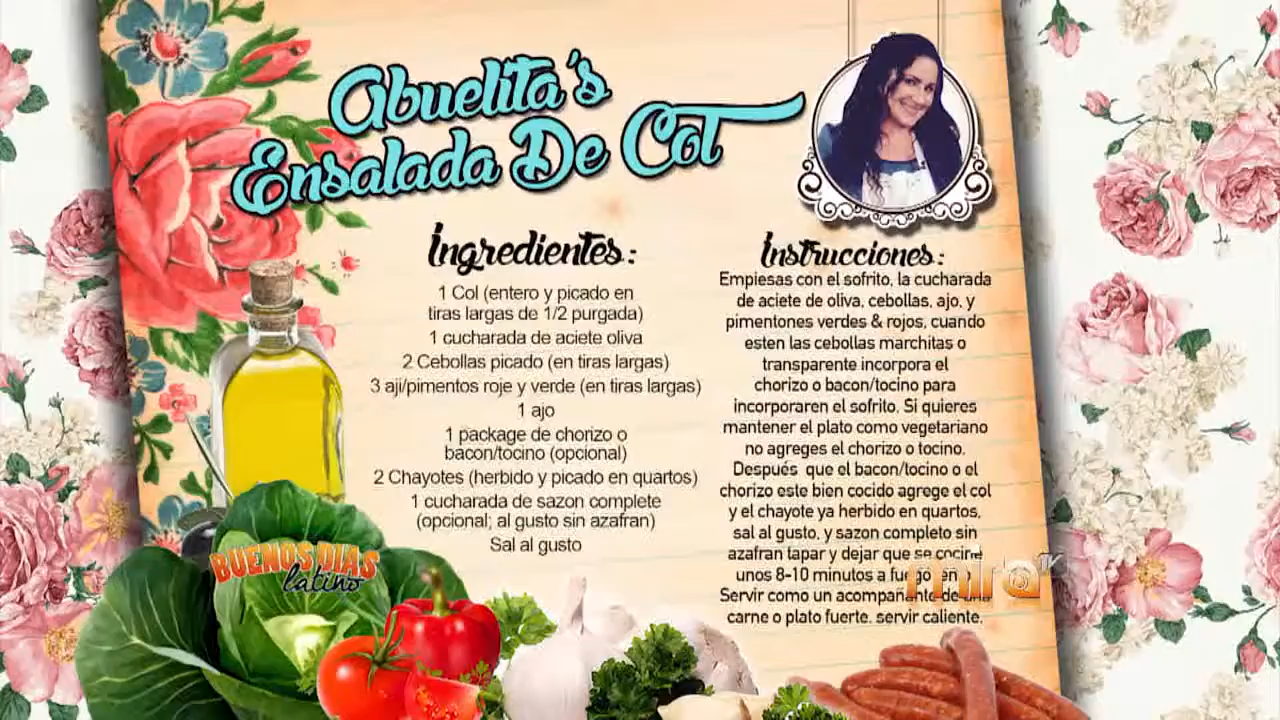 Abuelita's
Ensalada De Col
Ingredientes:
1 Col (entero y picado en
tiras largas de 1/2 purgada)
1 cucharada de aciete oliva
2 Cebollas picado (en tiras largas)
3 aji/pimentos roje y verde (en tiras largas)
1 ajo
1 package de chorizo o
bacon/tocino (opcional)
2 Chayotes (herbido y picado en quartos)
1 cucharada de sazon complete
(opcional; al gusto sin azafran)
Sal al gusto
Instrucciones:
Empiesas con el sofrito, la cucharada
de aciete de oliva, cebollas, ajo, y
pimentones verdes & rojos, cuando
esten las cebollas marchitas o
transparente incorpora el
chorizo o bacon/tocino para
incorporaren el sofrito. Si quieres
mantener el plato como vegetariano
no agreges el chorizo o tocino.
Después que el bacon/tocino o el
chorizo este bien cocido agrege el col
y el chayote ya herbido en quartos,
sal al gusto, y sazon completo sin
azafran tapar y dejar que se cocine
unos 8-10 minutos a fuego
Servir como un acompañante de una
carne o plato fuerte. servir caliente.
BUENOS DIAS
latino
mira TV